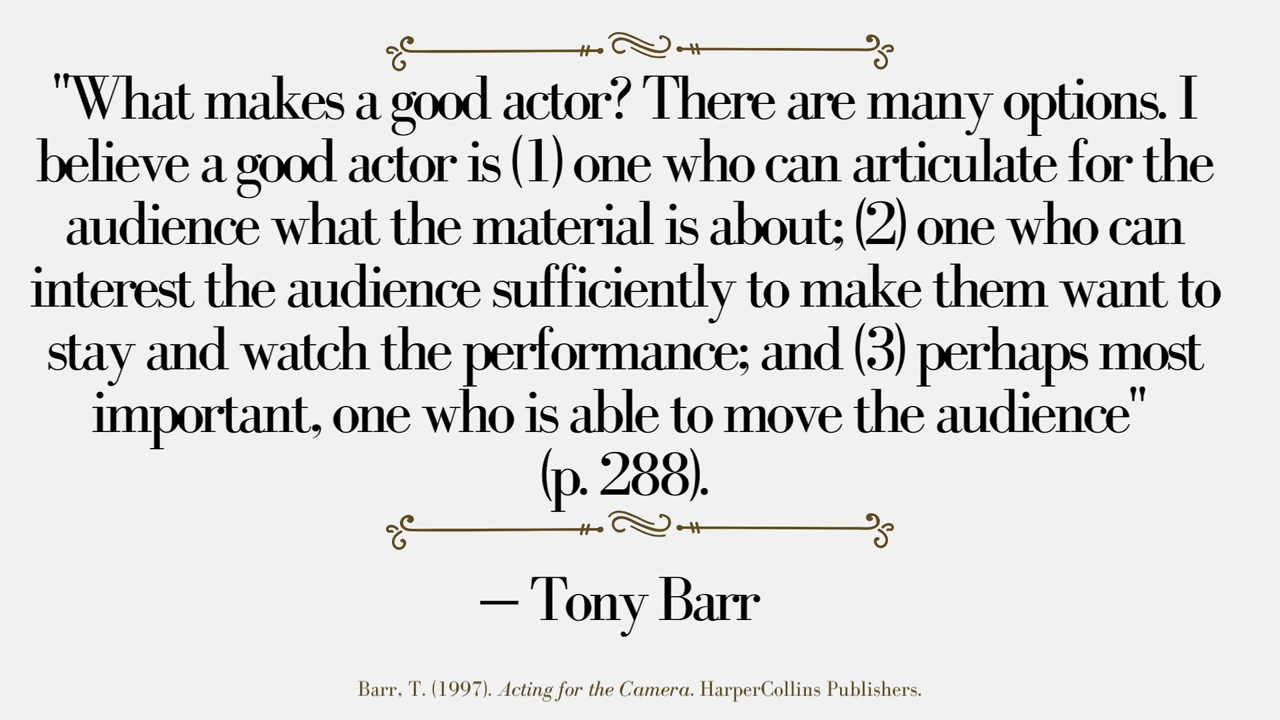 "What makes a good actor? There are many options. I
believe a good actor is (1) one who can articulate for the
audience what the material is about; (2) one who can
interest the audience sufficiently to make them want to
stay and watch the performance; and (3) perhaps most
important, one who is able to move the audience"
(p. 288).
– Tony Barr
Barr, T. (1997). Acting for the Camera. HarperCollins Publishers.